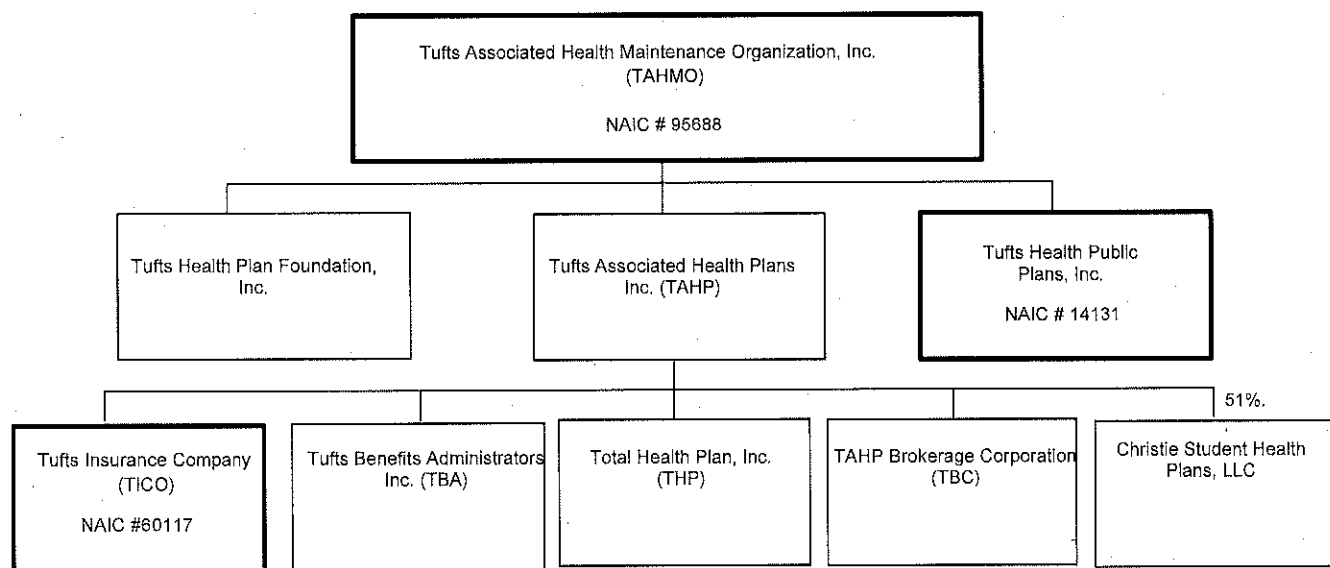 Tufts Associated Health Maintenance Organization, Inc.
(TAHMO)
NAIC # 95688
Tufts Health Plan Foundation,
Inc.
Tufts Associated Health Plans
Inc. (TAHP)
Tufts Health Public
Plans, Inc.
NAIC # 14131
51%.
Tufts Insurance Company
(TICO)
NAIC #60117
Tufts Benefits Administrators
Inc. (TBA)
Total Health Plan, Inc.
(THP)
TAHP Brokerage Corporation
(TBC)
Christie Student Health
Plans, LLC